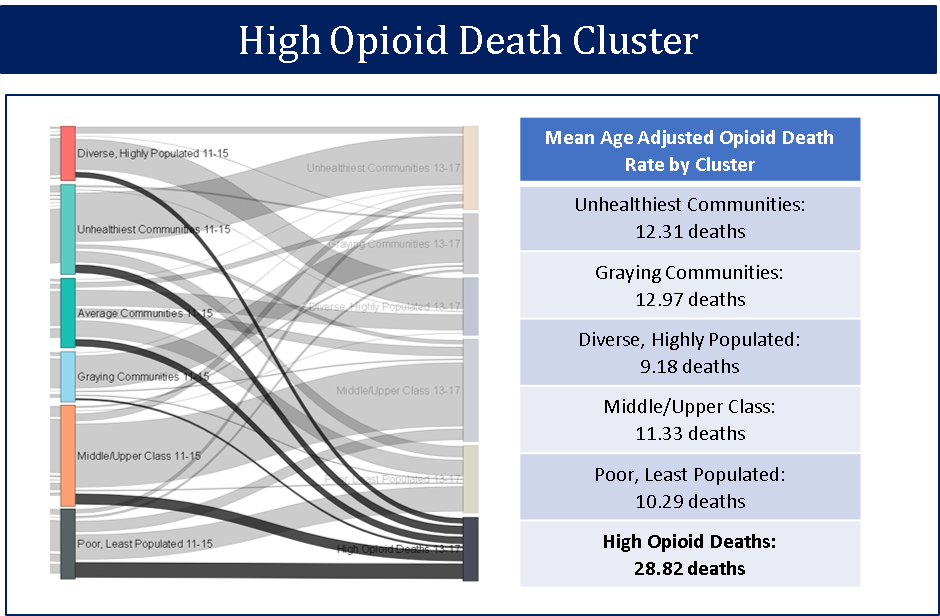 High Opioid Death Cluster
Diverse, Highly Populated 11-15
Unhealthiest Communities 11-15
Average Communities 11-15
Graying Communities 11-15
Middle/Upper Class 11-15
Poor, Least Populated 11-15
Unhealthiest Communities 13-17
Graying Communities 13-17
Diverse, Highly Populated 13-17
Middle/Upper Class 13-17
Poor, Least Populated 13-17
High Opioid Deaths 13-17
Mean Age Adjusted Opioid Death
Rate by Cluster
Unhealthiest Communities:
12.31 deaths
Graying Communities:
12.97 deaths
Diverse, Highly Populated:
9.18 deaths
Middle/Upper Class:
11.33 deaths
Poor, Least Populated:
10.29 deaths
High Opioid Deaths:
28.82 deaths